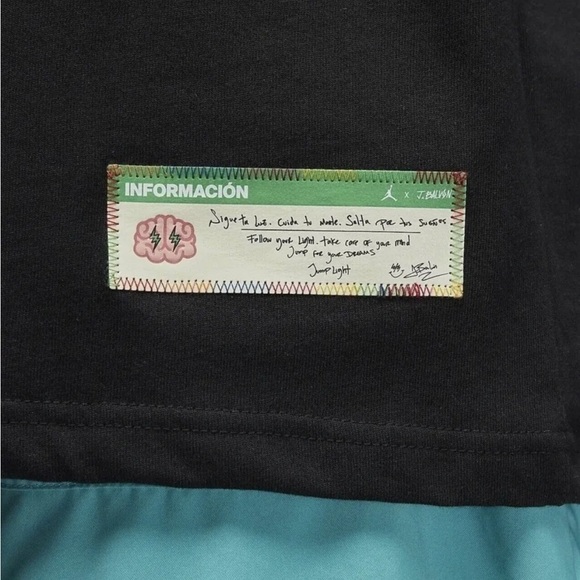 INFORMACIÓN
x J. BALVIN
Sigue tu Luz. Cuida tu Mente. Salta por tus Sueños
Follow your Light. take care of your mind
Jump for your DREAMS
Jump Light